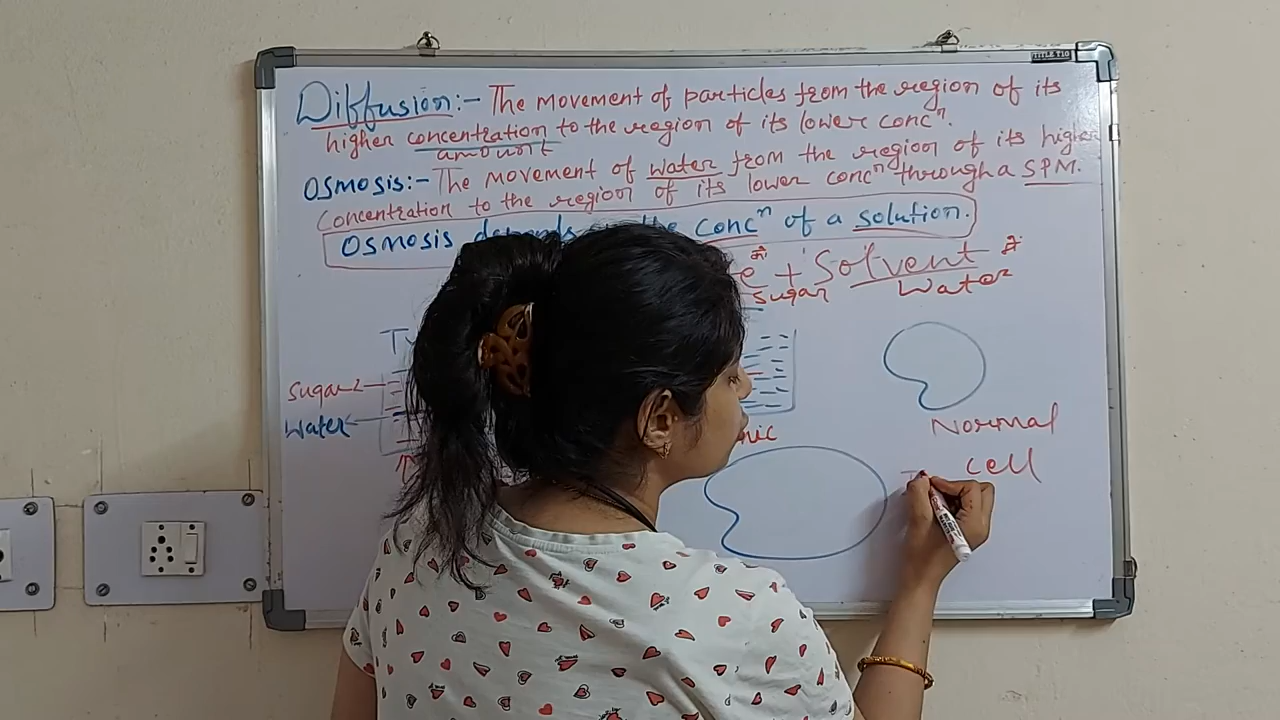 Diffusion:- The movement of particles from the region of its
higher concentration to the region of its lower concⁿ.
amount
Osmosis:- The movement of water from the region of its higher
concentration to the region of its lower concⁿ through a SPM.
Osmosis depends the concⁿ of a solution.
+ Solvent में
Sugar Water
Sugar
Water
Normal
cell